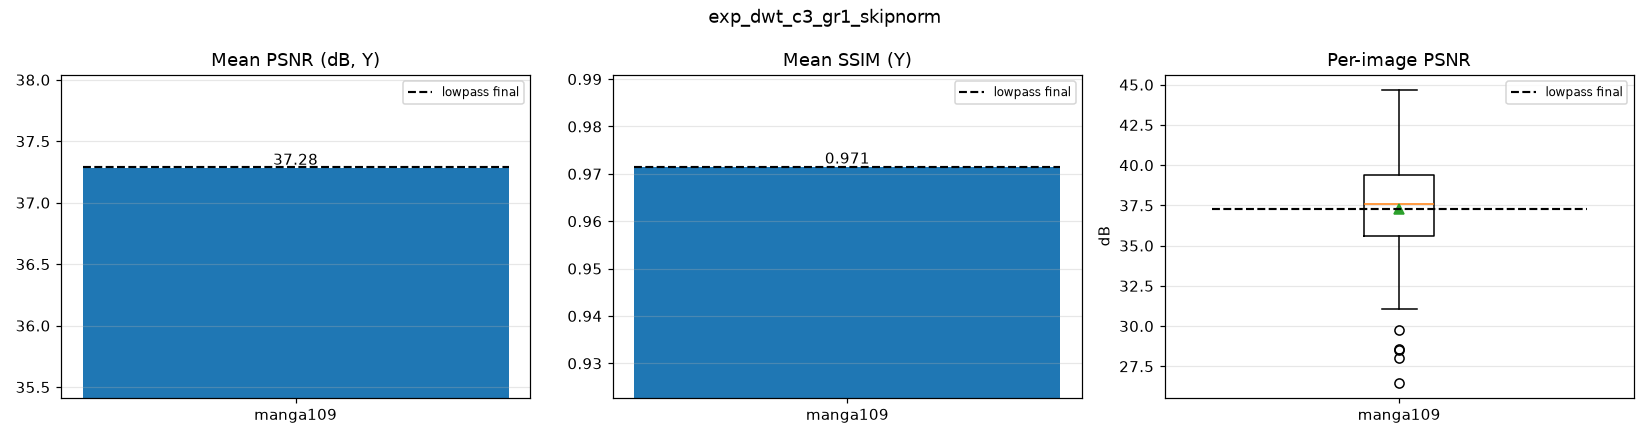 exp_dwt_c3_gr1_skipnorm
Mean PSNR (dB, Y)
38.0
37.5
37.0
36.5
36.0
35.5
lowpass final
37.28
manga109
Mean SSIM (Y)
0.99
0.98
0.97
0.96
0.95
0.94
0.93
lowpass final
0.971
manga109
Per-image PSNR
dB
45.0
42.5
40.0
37.5
35.0
32.5
30.0
27.5
lowpass final
manga109